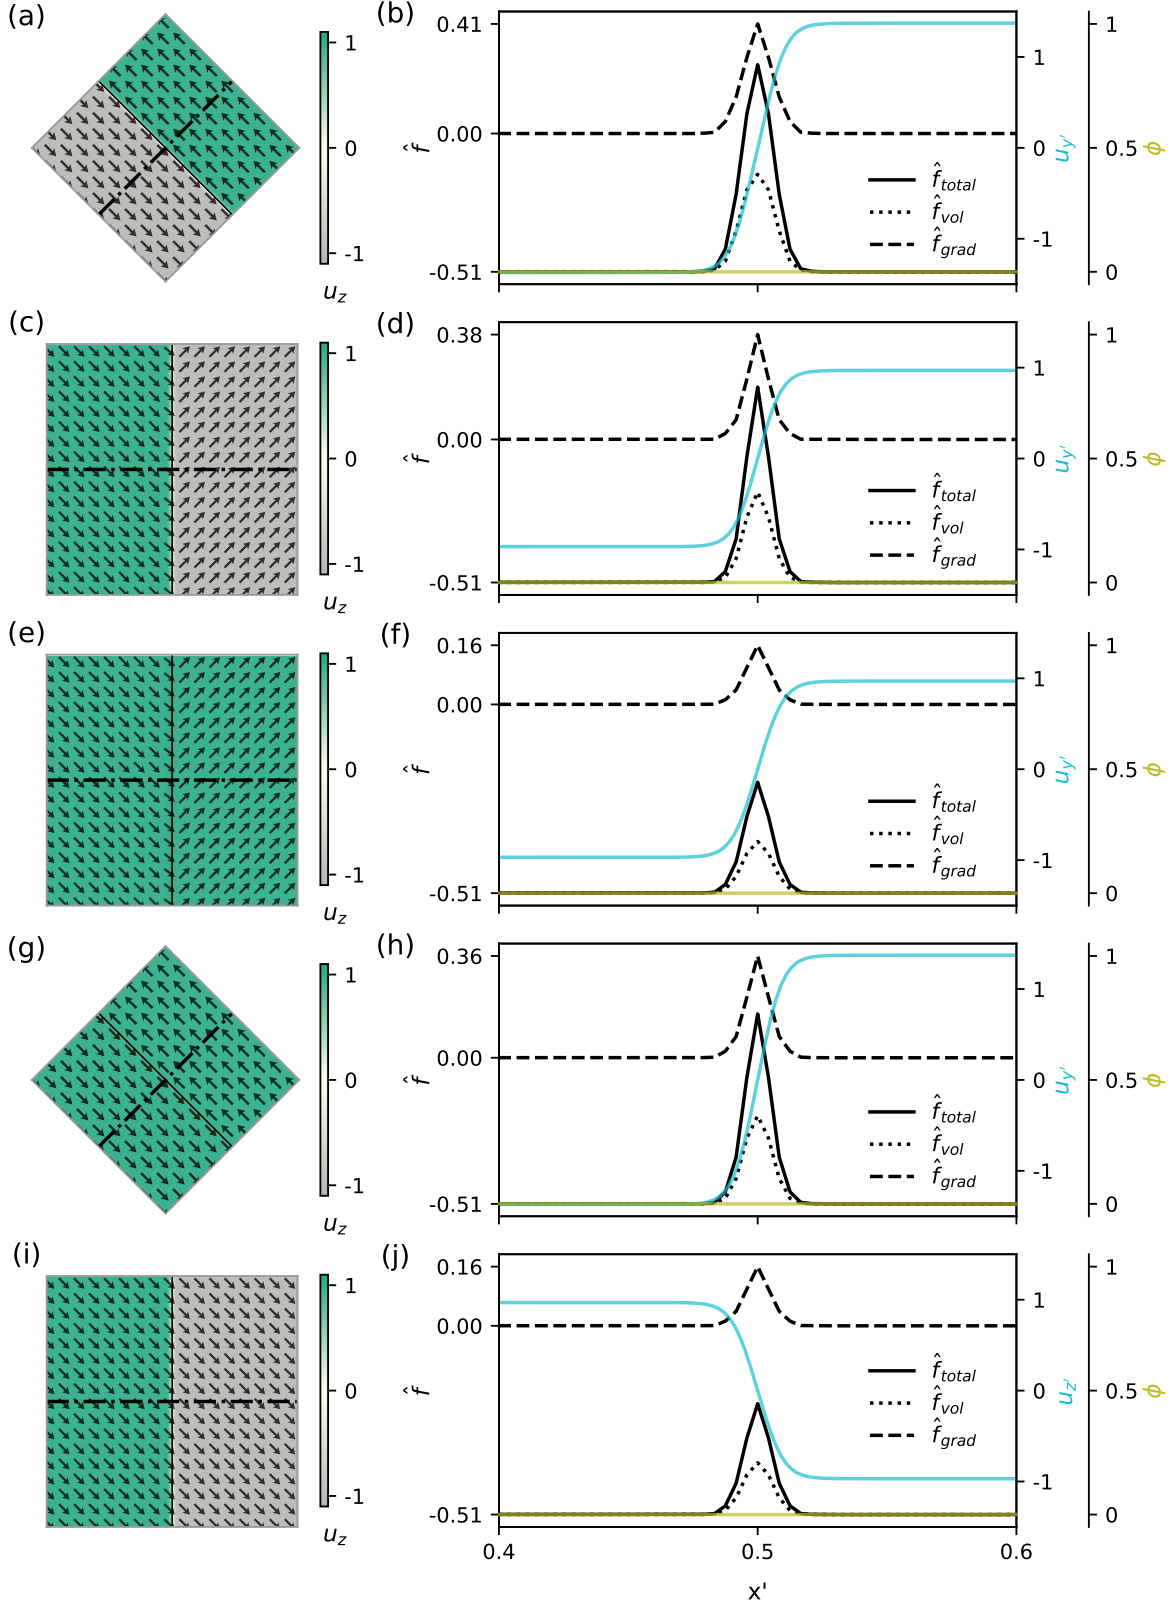 (a)
1
0
-1
u_z
(b)
0.41
0.00
-0.51
f̂
f̂_total
f̂_vol
f̂_grad
1
0
-1
u_y'
1
0.5
0
ϕ
(c)
1
0
-1
u_z
(d)
0.38
0.00
-0.51
f̂
f̂_total
f̂_vol
f̂_grad
1
0
-1
u_y'
1
0.5
0
ϕ
(e)
1
0
-1
u_z
(f)
0.16
0.00
-0.51
f̂
f̂_total
f̂_vol
f̂_grad
1
0
-1
u_y'
1
0.5
0
ϕ
(g)
1
0
-1
u_z
(h)
0.36
0.00
-0.51
f̂
f̂_total
f̂_vol
f̂_grad
1
0
-1
u_y'
1
0.5
0
ϕ
(i)
1
0
-1
u_z
(j)
0.16
0.00
-0.51
f̂
f̂_total
f̂_vol
f̂_grad
1
0
-1
u_z'
1
0.5
0
ϕ
0.4 0.5 0.6
x'